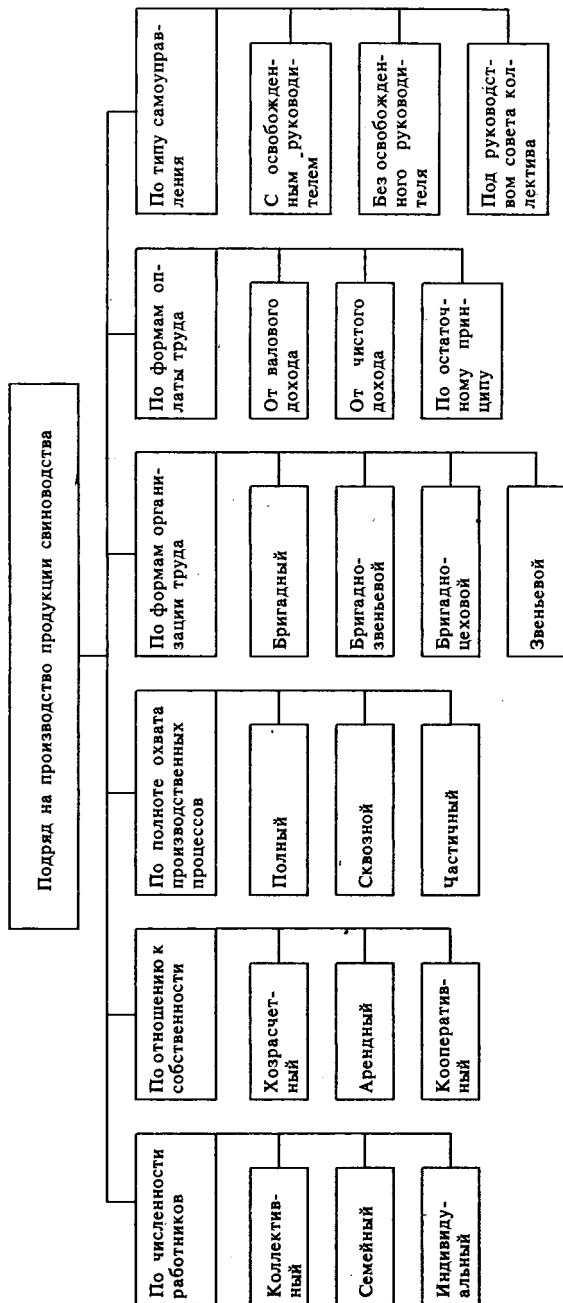 Подряд на производство продукции свиноводства
По численности
работников
Коллектив-
ный
Семейный
Индивиду-
альный
По отношению к
собственности
Хозрасчет-
ный
Арендный
Кооператив-
ный
По полноте охвата
производственных
процессов
Полный
Сквозной
Частичный
По формам органи-
зации труда
Бригадный
Бригадно-
звеньевой
Бригадно-
цеховой
Звеньевой
По формам оп-
латы труда
От валового
дохода
От чистого
дохода
По остаточ-
ному прин-
ципу
По типу самоуправ-
ления
С освобожден-
ным руководи-
телем
Без освобожден-
ного руководи-
теля
Под руководст-
вом совета кол-
лектива